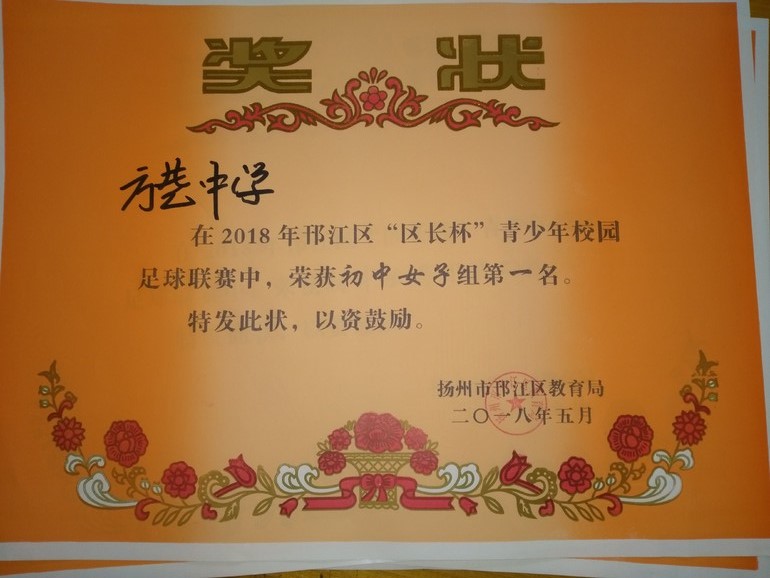 奖状
方巷中学
在2018年邗江区“区长杯”青少年校园
足球联赛中，荣获初中女子组第一名。
特发此状，以资鼓励。
扬州市邗江区教育局
二〇一八年五月